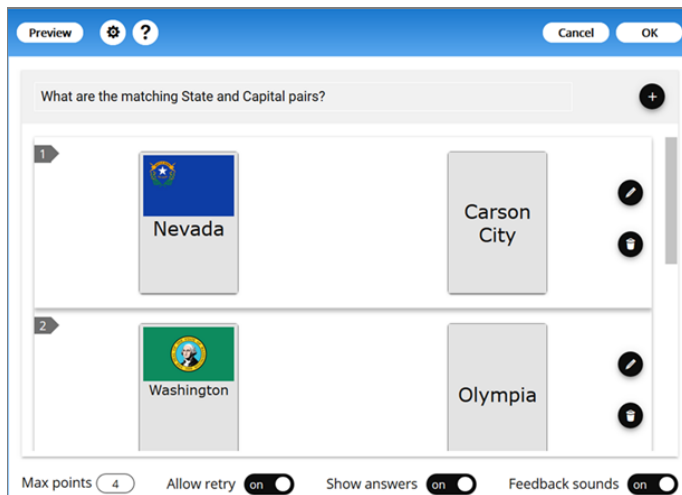 Preview
?
Cancel
OK
What are the matching State and Capital pairs?
+
1
Nevada
Carson
City
2
Washington
Olympia
Max points 4
Allow retry on
Show answers on
Feedback sounds on